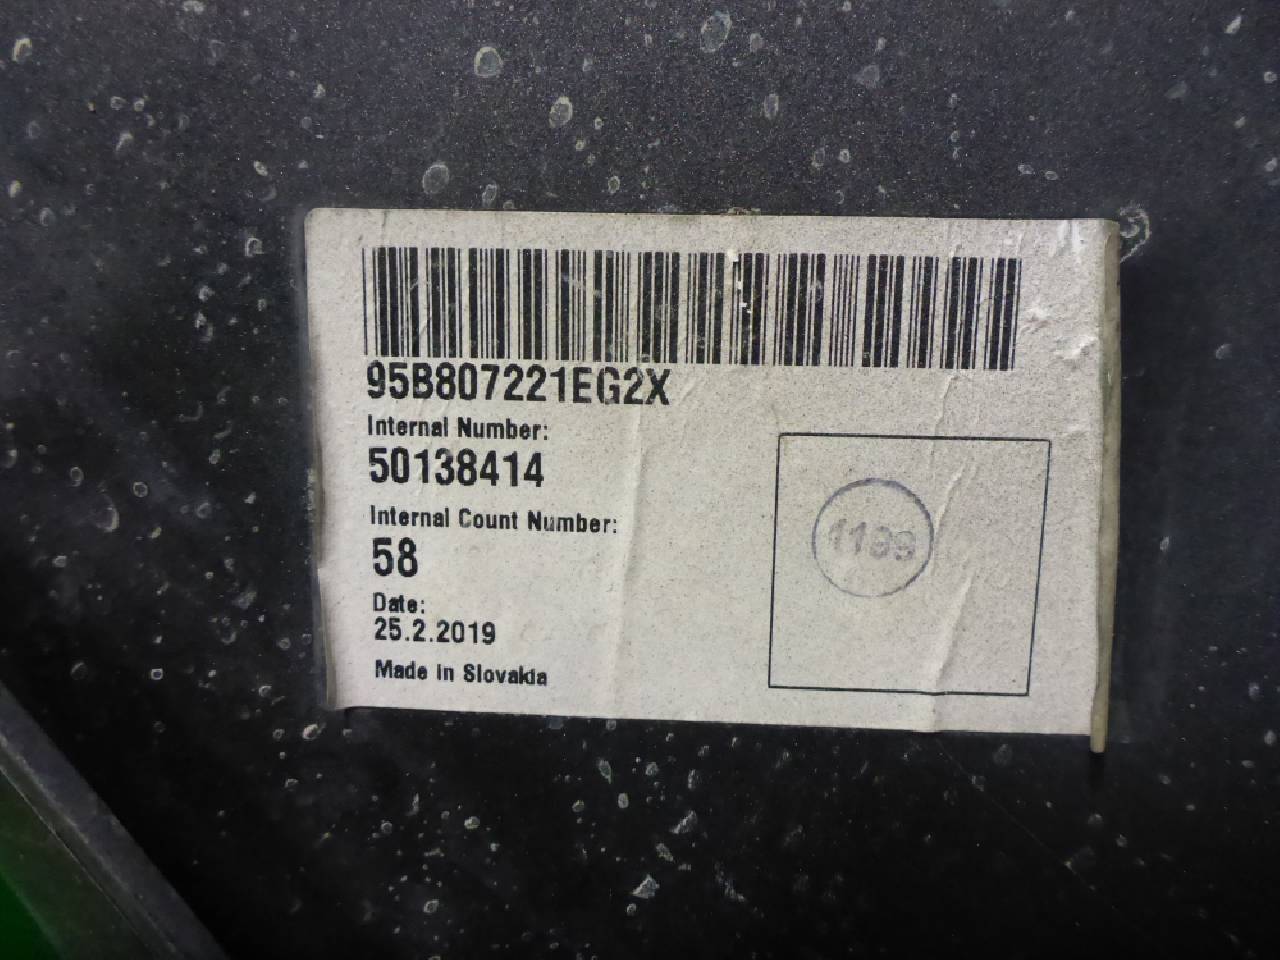 95B807221EG2X
Internal Number:
50138414
Internal Count Number:
58
Date:
25.2.2019
Made in Slovakia
1199